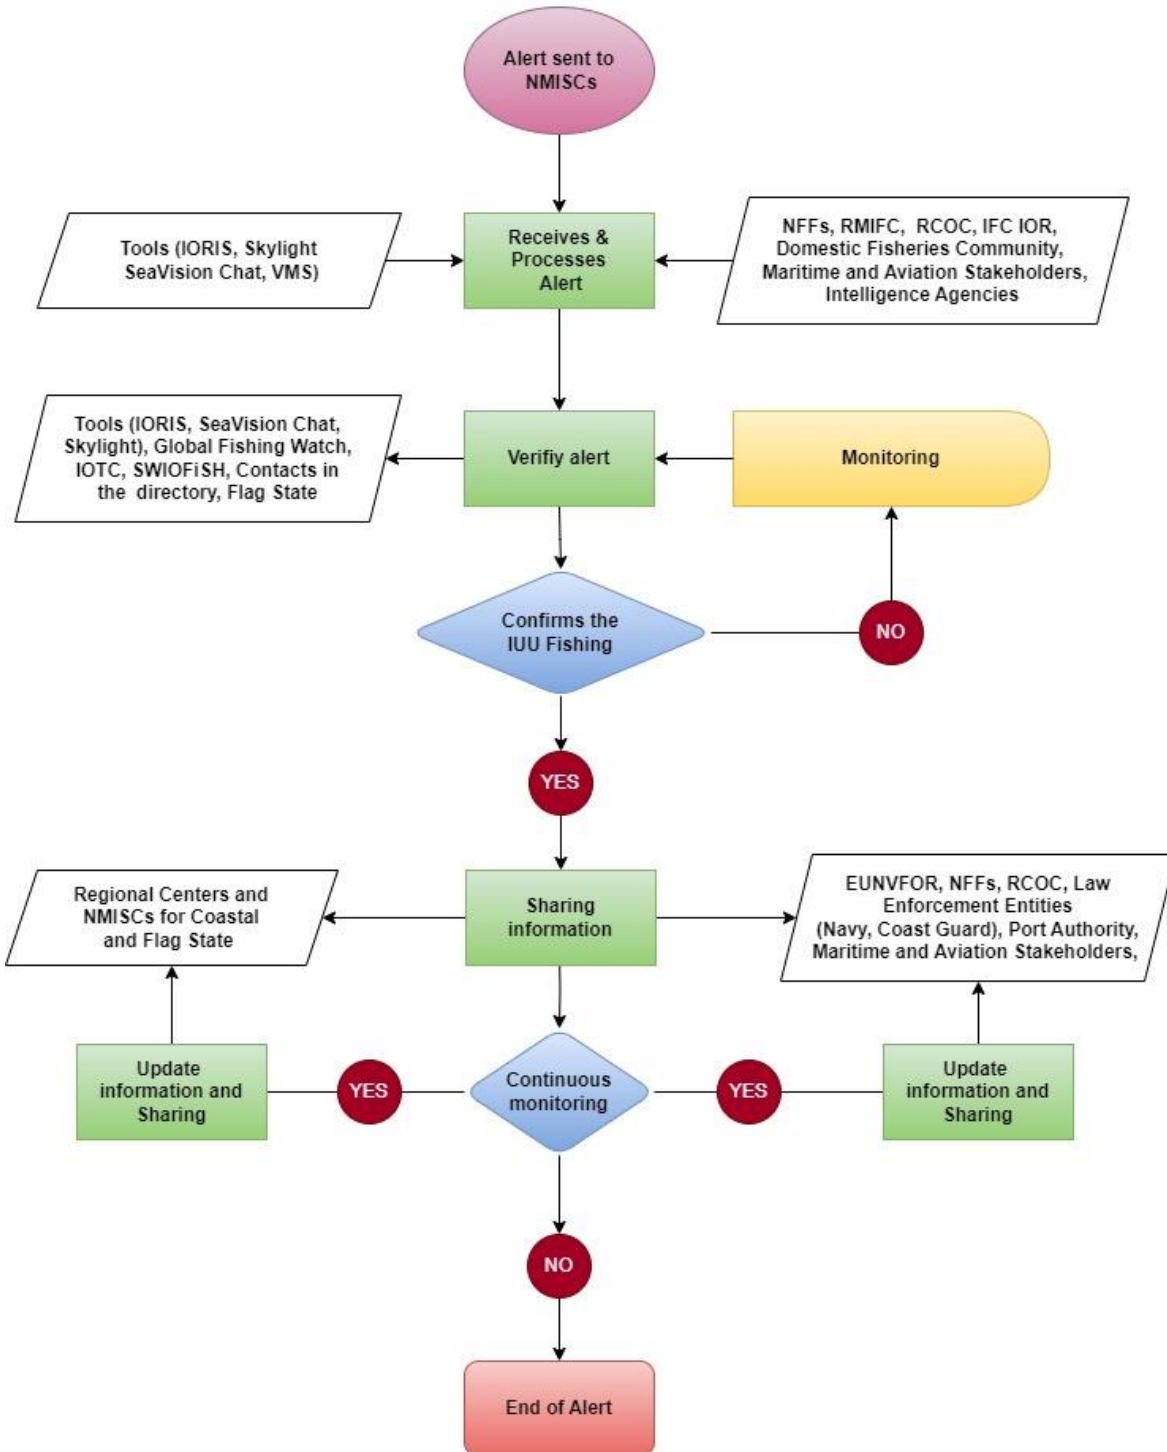 Alert sent to
NMISCs
Tools (IORIS, Skylight
SeaVision Chat, VMS)
Receives &
Processes
Alert
NFFs, RMIFC, RCOC, IFC IOR,
Domestic Fisheries Community,
Maritime and Aviation Stakeholders,
Intelligence Agencies
Tools (IORIS, SeaVision Chat,
Skylight), Global Fishing Watch,
IOTC, SWIOFiSH, Contacts in
the directory, Flag State
Verifiy alert
Monitoring
Confirms the
IUU Fishing
NO
YES
Regional Centers and
NMISCs for Coastal
and Flag State
Sharing
information
EUNVFOR, NFFs, RCOC, Law
Enforcement Entities
(Navy, Coast Guard), Port Authority,
Maritime and Aviation Stakeholders,
Update
information and
Sharing
YES
Continuous
monitoring
YES
Update
information and
Sharing
NO
End of Alert